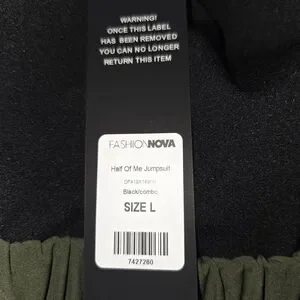 WARNING!
ONCE THIS LABEL
HAS BEEN REMOVED
YOU CAN NO LONGER
RETURN THIS ITEM
FASHIONNOVA
Half Of Me Jumpsuit
Black/combo
SIZE L
7427260